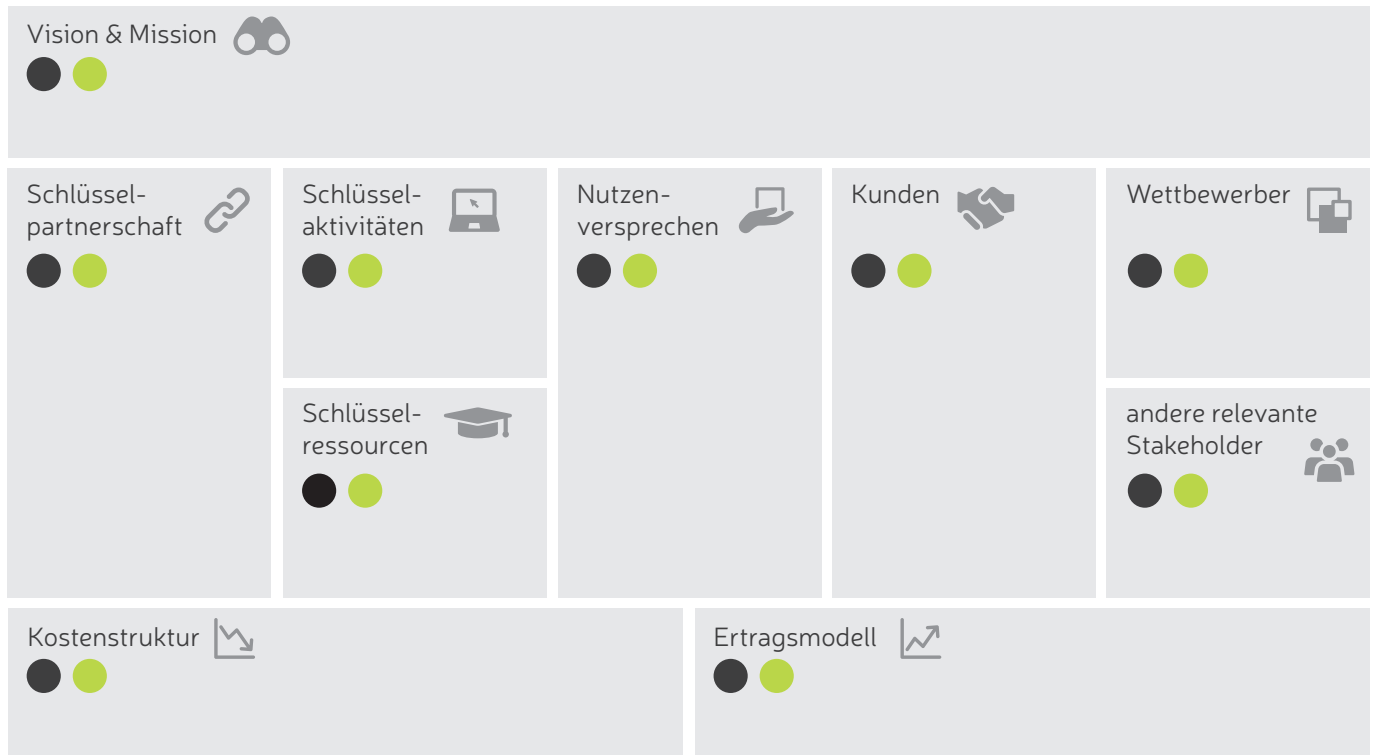 Vision & Mission
Schlüssel-
partnerschaft
Schlüssel-
aktivitäten
Nutzen-
versprechen
Kunden
Wettbewerber
Schlüssel-
ressourcen
andere relevante
Stakeholder
Kostenstruktur
Ertragsmodell